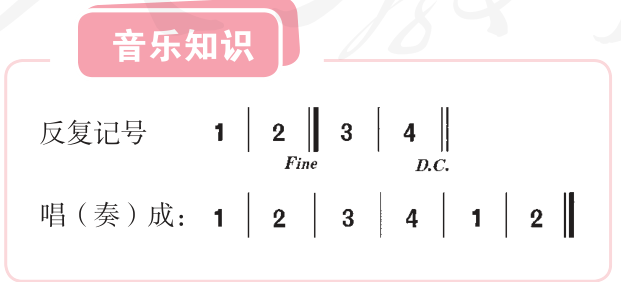 音乐知识
反复记号 1 | 2 ‖ 3 | 4 ‖
Fine D.C.
唱（奏）成： 1 | 2 | 3 | 4 | 1 | 2 ‖